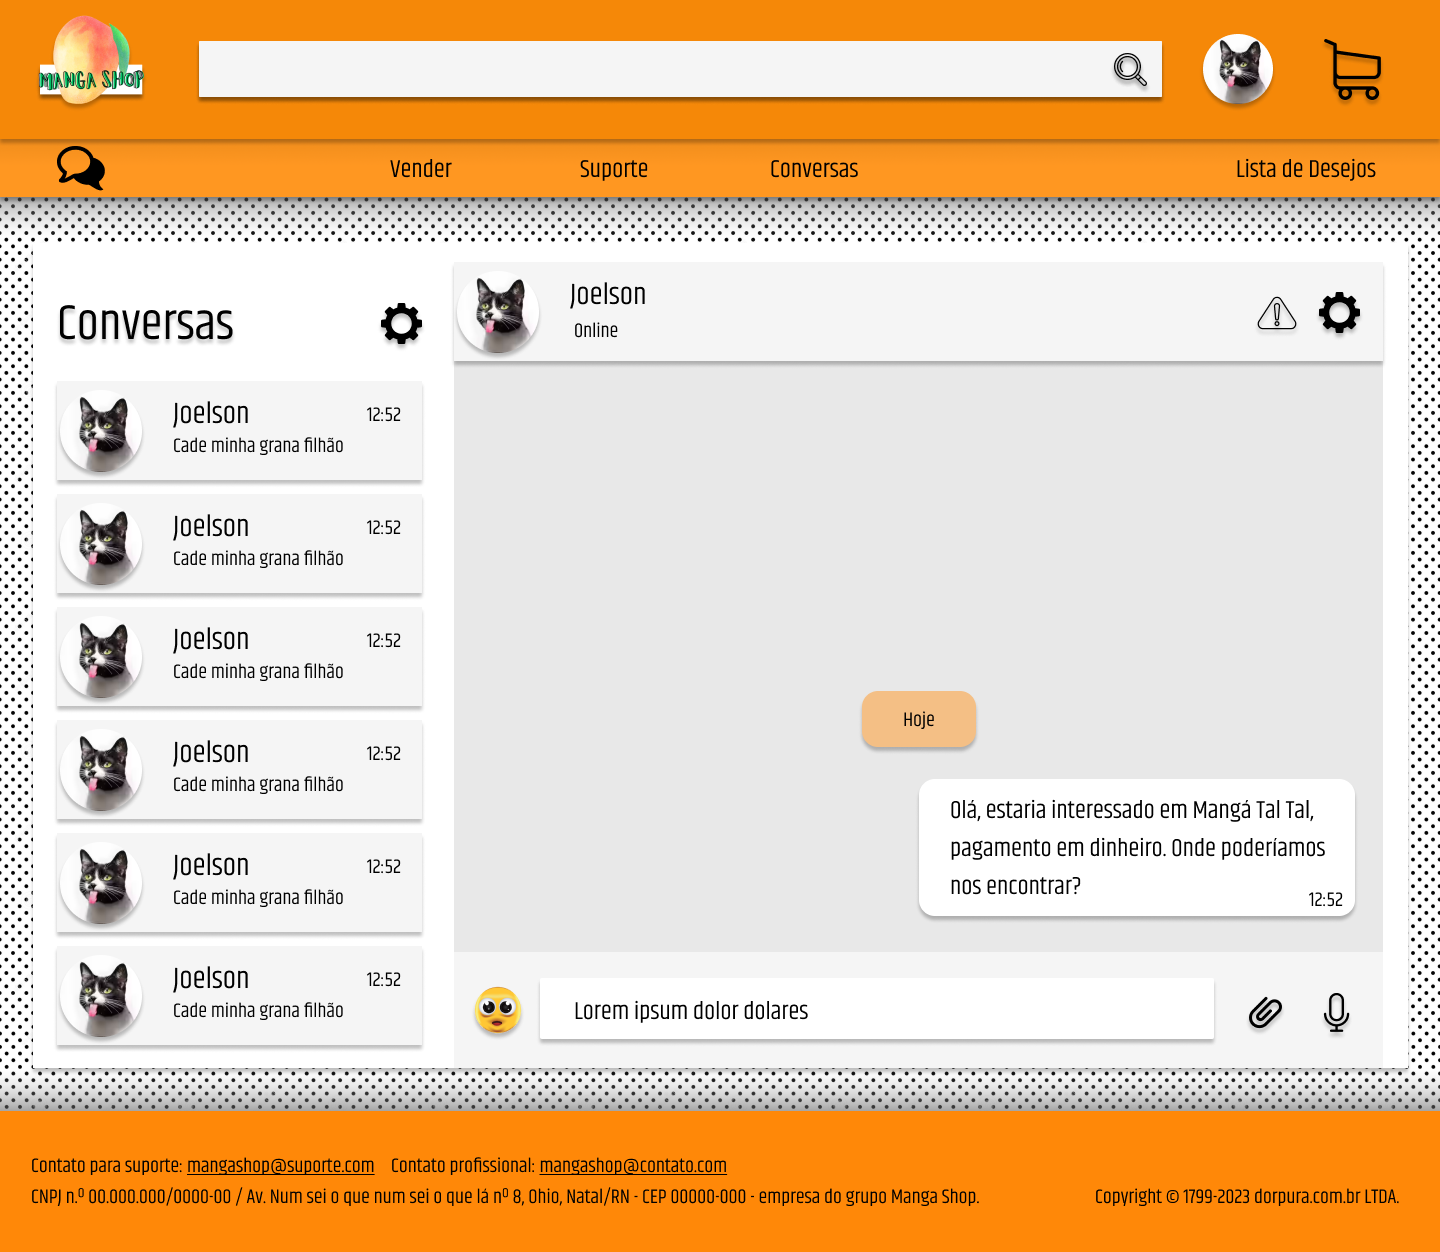 MANGA SHOP
Vender
Suporte
Conversas
Lista de Desejos
Conversas
Joelson
12:52
Cade minha grana filhão
Joelson
12:52
Cade minha grana filhão
Joelson
12:52
Cade minha grana filhão
Joelson
12:52
Cade minha grana filhão
Joelson
12:52
Cade minha grana filhão
Joelson
12:52
Cade minha grana filhão
Joelson
Online
Hoje
Olá, estaria interessado em Mangá Tal Tal,
pagamento em dinheiro. Onde poderíamos
nos encontrar?
12:52
Lorem ipsum dolor dolares
Contato para suporte: mangashop@suporte.com Contato profissional: mangashop@contato.com
CNPJ n.º 00.000.000/0000-00 / Av. Num sei o que num sei o que lá nº 8, Ohio, Natal/RN - CEP 00000-000 - empresa do grupo Manga Shop.
Copyright © 1799-2023 dorpura.com.br LTDA.